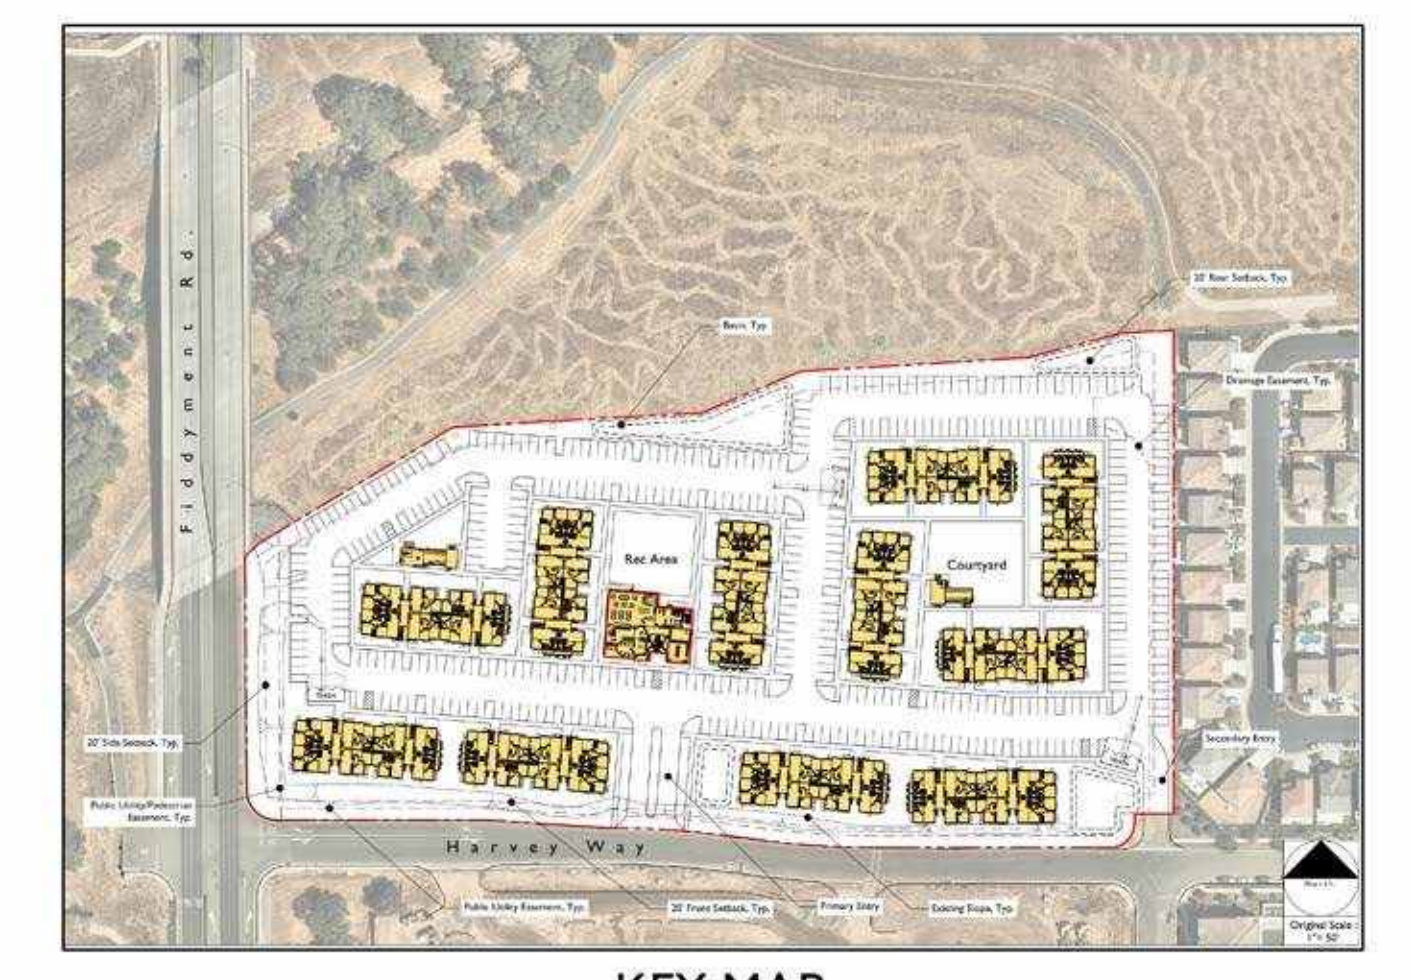 20' Rear Setback, Typ.
Basin, Typ.
Drainage Easement, Typ.
Fiddyment Rd.
Rec Area
Courtyard
20' Side Setback, Typ.
Secondary Entry
Public Utility/Pedestrian
Easement, Typ.
Harvey Way
Public Utility Easement, Typ.
20' Front Setback, Typ.
Primary Entry
Existing Slope, Typ.
Original Scale :
1"= 50'
KEY MAP